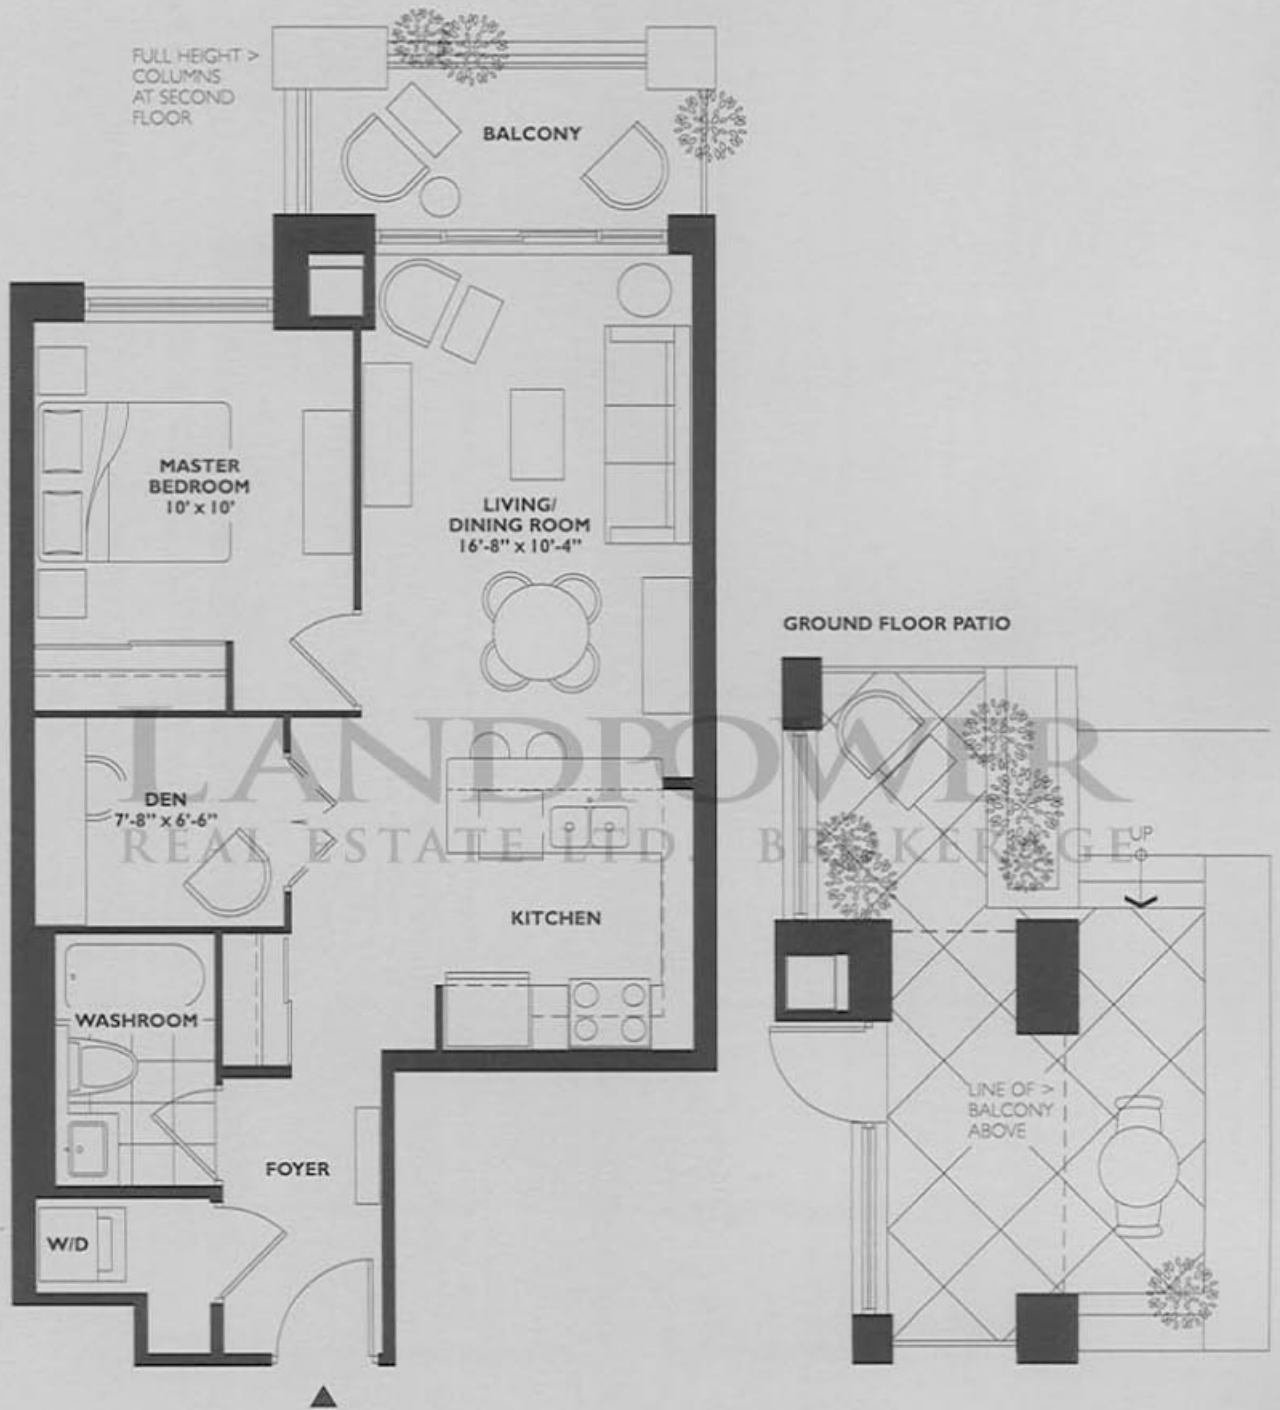 FULL HEIGHT >
COLUMNS
AT SECOND
FLOOR
BALCONY
MASTER
BEDROOM
10' x 10'
LIVING/
DINING ROOM
16'-8" x 10'-4"
GROUND FLOOR PATIO
LANDPOWER
REAL ESTATE LTD. BROKERAGE
DEN
7'-8" x 6'-6"
UP
KITCHEN
WASHROOM
LINE OF >
BALCONY
ABOVE
FOYER
W/D